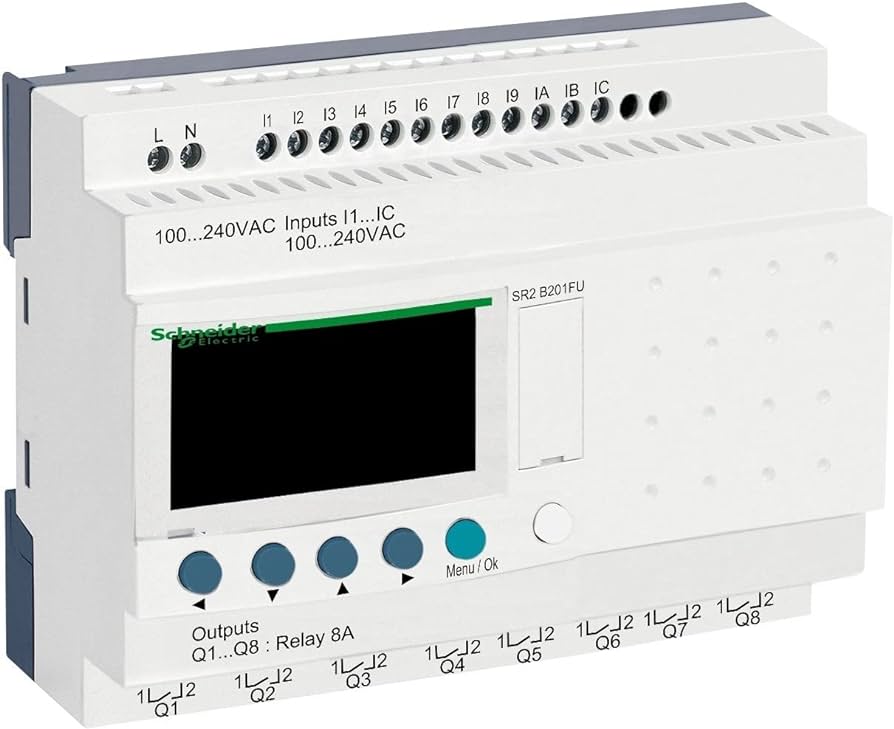 L N I1 I2 I3 I4 I5 I6 I7 I8 I9 IA IB IC
100...240VAC Inputs I1...IC
100...240VAC
SR2 B201FU
Schneider
Electric
Menu / Ok
Outputs
Q1...Q8 : Relay 8A
1 2 1 2 1 2 1 2 1 2 1 2 1 2 1 2
Q1 Q2 Q3 Q4 Q5 Q6 Q7 Q8